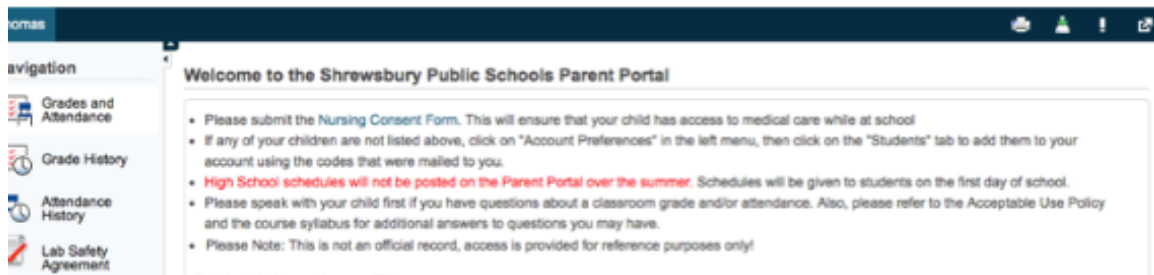 omas
avigation
Welcome to the Shrewsbury Public Schools Parent Portal
Grades and
Attendance
Grade History
Attendance
History
Lab Safety
Agreement
• Please submit the Nursing Consent Form. This will ensure that your child has access to medical care while at school
• If any of your children are not listed above, click on "Account Preferences" in the left menu, then click on the "Students" tab to add them to your
account using the codes that were mailed to you.
• High School schedules will not be posted on the Parent Portal over the summer. Schedules will be given to students on the first day of school.
• Please speak with your child first if you have questions about a classroom grade and/or attendance. Also, please refer to the Acceptable Use Policy
and the course syllabus for additional answers to questions you may have.
• Please Note: This is not an official record, access is provided for reference purposes only!